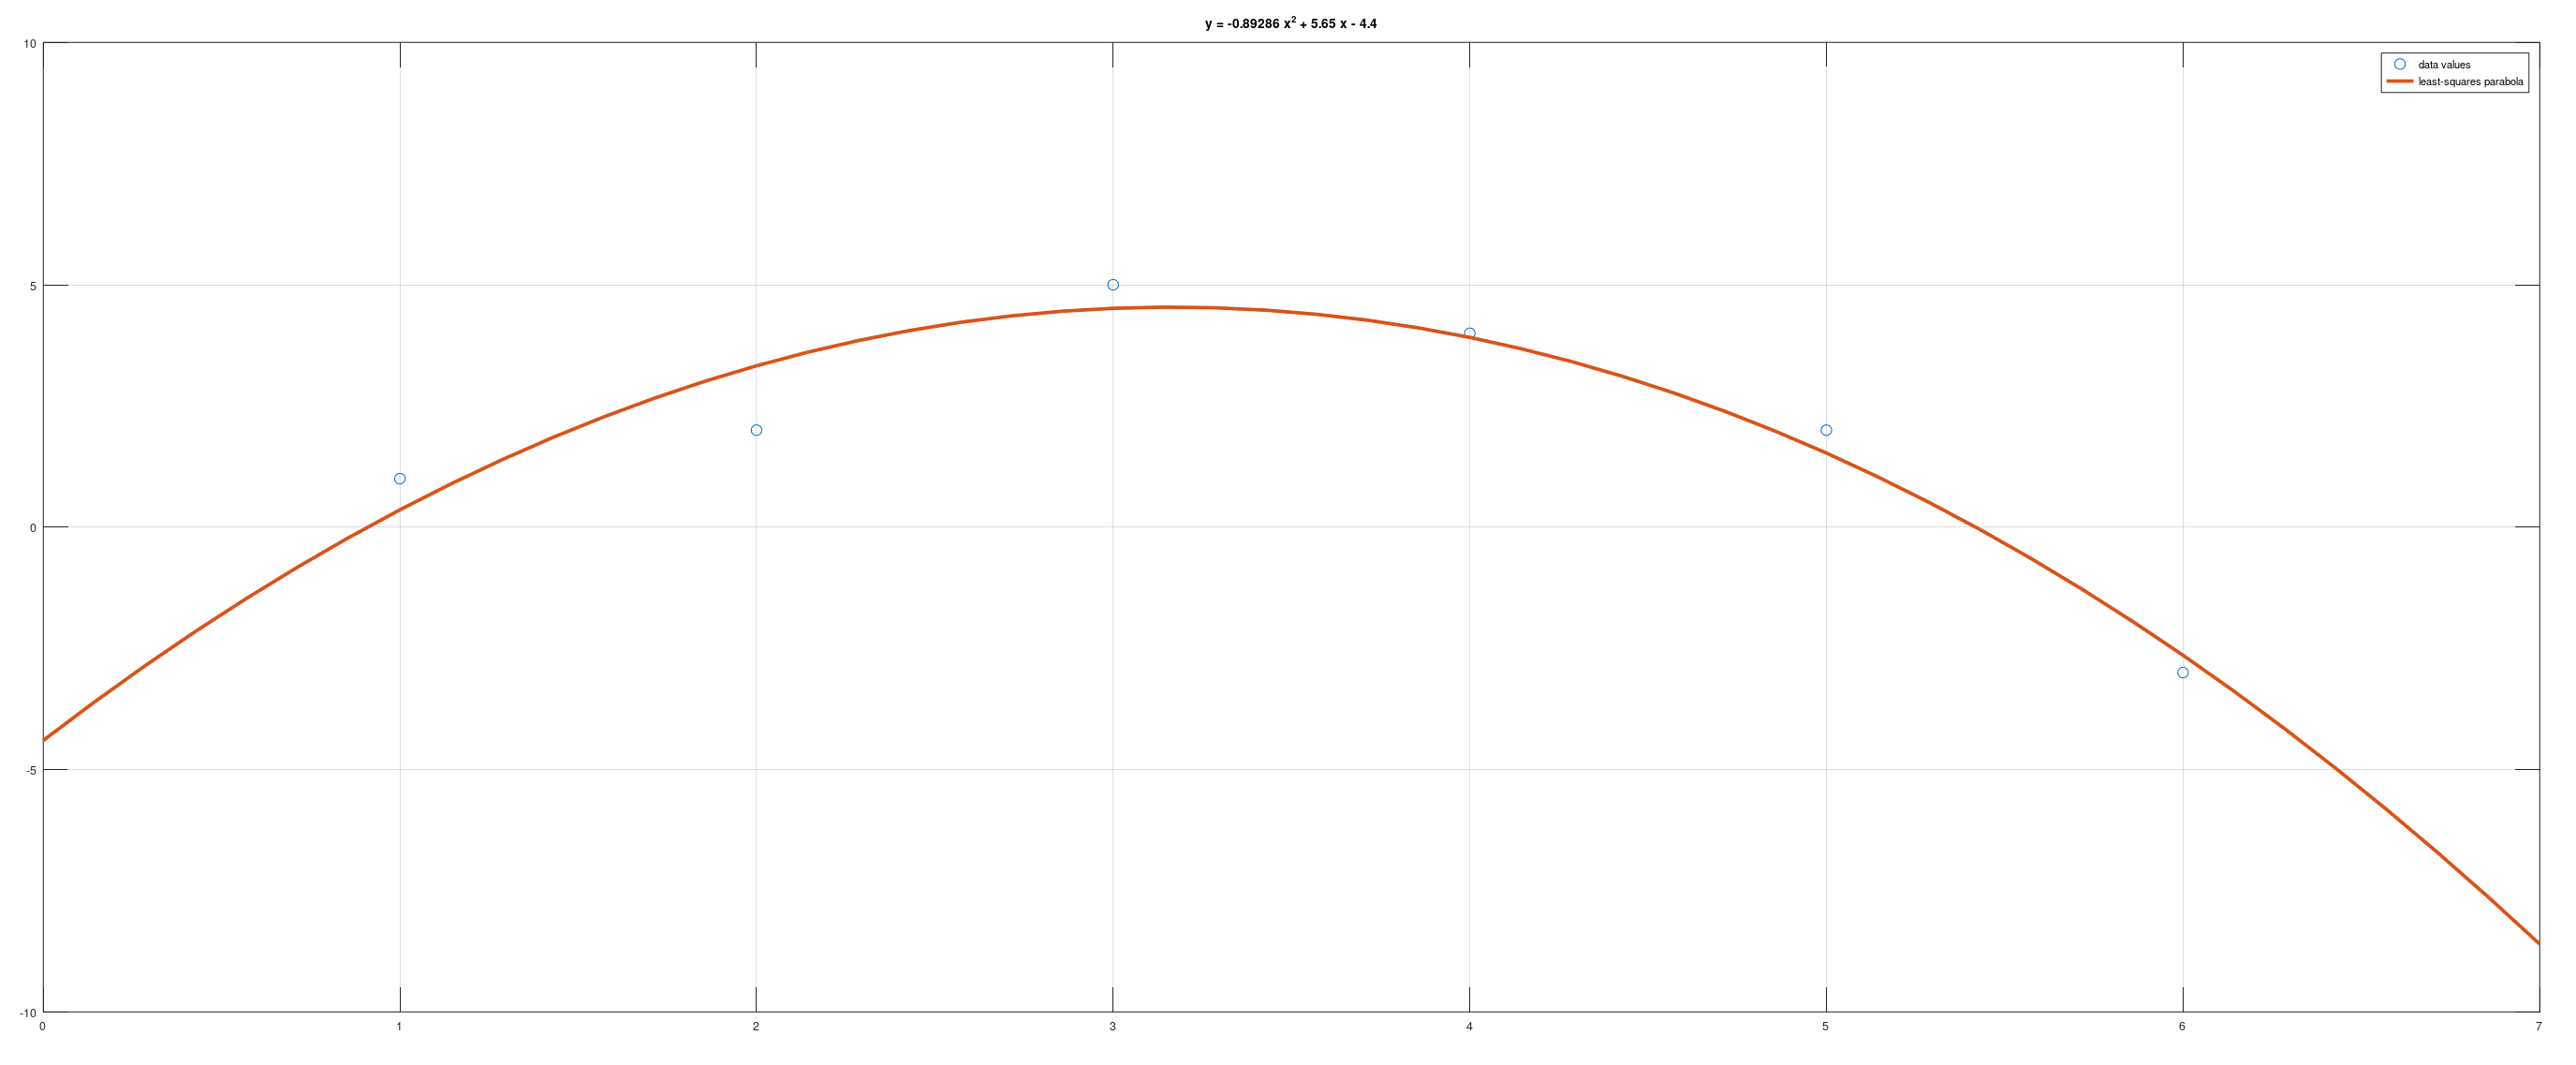 y = -0.89286 x² + 5.65 x - 4.4
data values
least-squares parabola
10
5
0
-5
-10
0 1 2 3 4 5 6 7